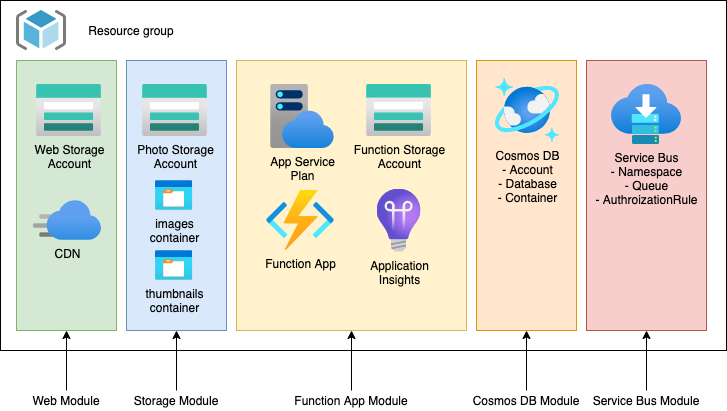 Resource group
Web Storage
Account
CDN
Photo Storage
Account
images
container
thumbnails
container
App Service
Plan
Function Storage
Account
Function App
Application
Insights
Cosmos DB
- Account
- Database
- Container
Service Bus
- Namespace
- Queue
- AuthroizationRule
Web Module
Storage Module
Function App Module
Cosmos DB Module
Service Bus Module